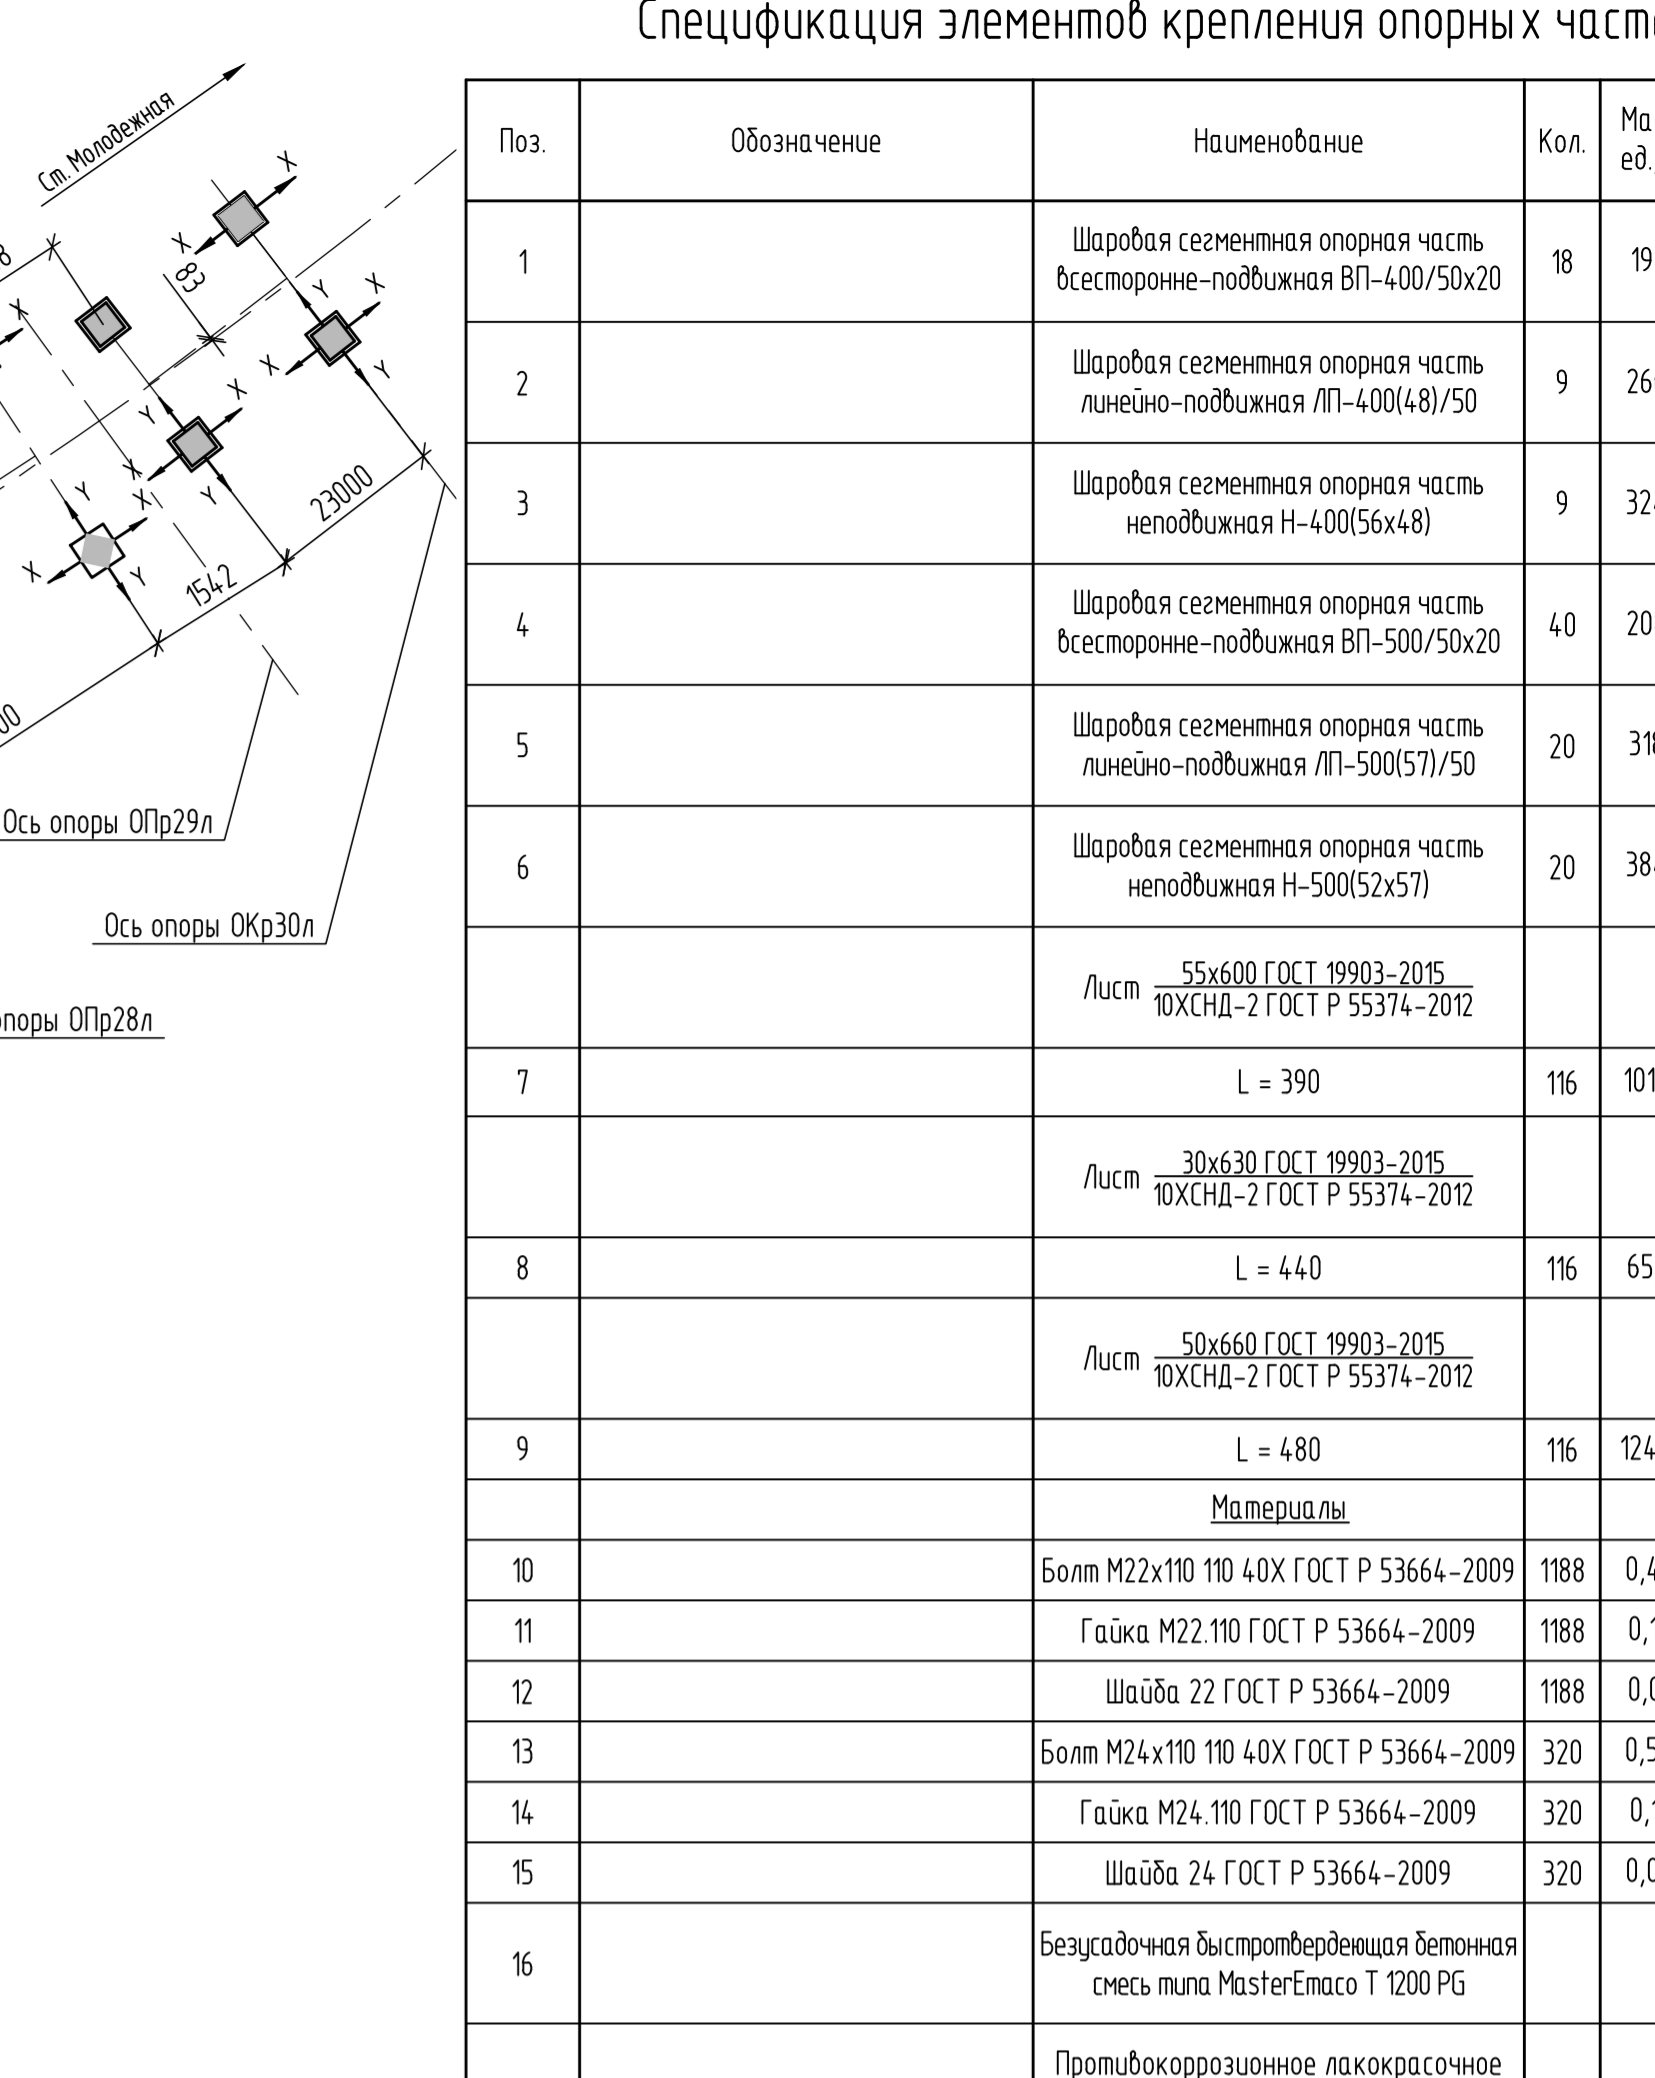 Спецификация элементов крепления опорных
Ст. Молодежная
X
X
83
X
Y
X
X
Y
X
Y
X
Y
X
Y
X
Y
X
23000
1542
Ось опоры ОПр29л
Ось опоры ОКр30л
опоры ОПр28л
Поз.
Обозначение
Наименование
Кол.
ед.
1
Шаровая сегментная опорная часть
всесторонне-подвижная ВП-400/50х20
18
2
Шаровая сегментная опорная часть
линейно-подвижная ЛП-400(48)/50
9
3
Шаровая сегментная опорная часть
неподвижная Н-400(56х48)
9
4
Шаровая сегментная опорная часть
всесторонне-подвижная ВП-500/50х20
40
5
Шаровая сегментная опорная часть
линейно-подвижная ЛП-500(57)/50
20
6
Шаровая сегментная опорная часть
неподвижная Н-500(52х57)
20
55х600 ГОСТ 19903-2015
Лист
10ХСНД-2 ГОСТ Р 55374-2012
7
L = 390
116
30х630 ГОСТ 19903-2015
Лист
10ХСНД-2 ГОСТ Р 55374-2012
8
L = 440
116
50х660 ГОСТ 19903-2015
Лист
10ХСНД-2 ГОСТ Р 55374-2012
9
L = 480
116
Материалы
10
Болт М22х110 110 40Х ГОСТ Р 53664-2009
1188
11
Гайка М22.110 ГОСТ Р 53664-2009
1188
12
Шайба 22 ГОСТ Р 53664-2009
1188
13
Болт М24х110 110 40Х ГОСТ Р 53664-2009
320
14
Гайка М24.110 ГОСТ Р 53664-2009
320
15
Шайба 24 ГОСТ Р 53664-2009
320
16
Безусадочная быстротвердеющая бетонная
смесь типа MasterEmaco T 1200 PG
Противокоррозионное лакокрасочное